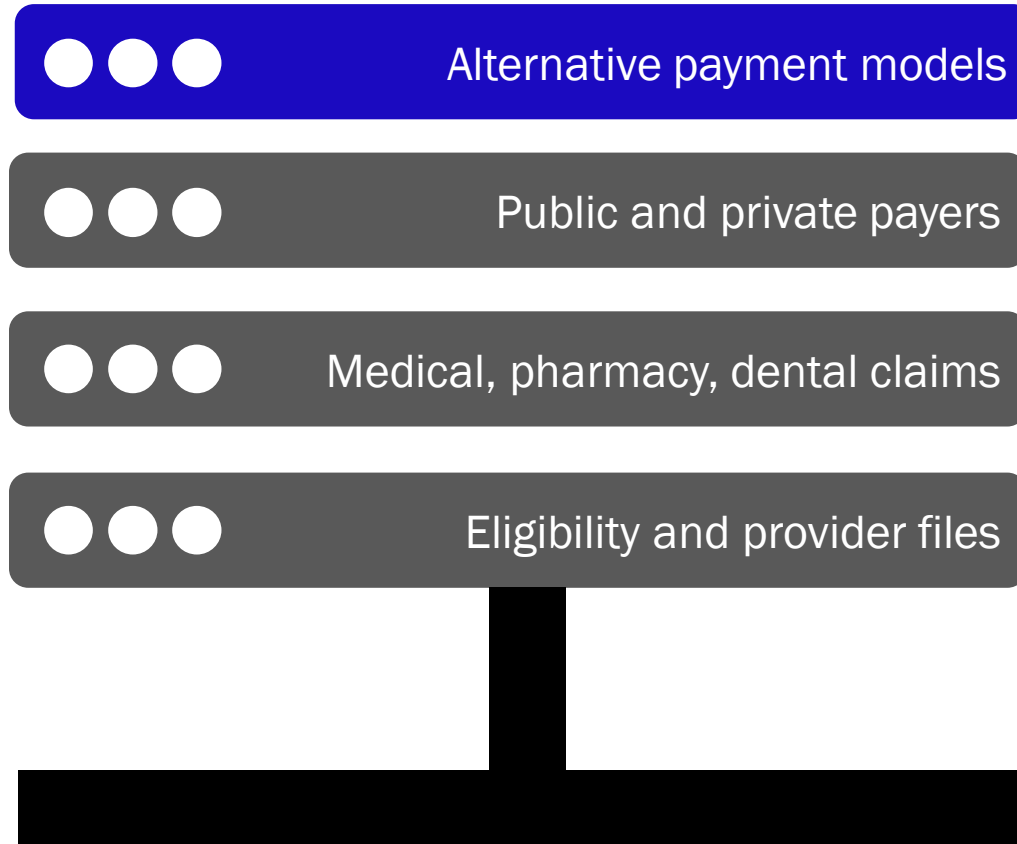 Alternative payment models
Public and private payers
Medical, pharmacy, dental claims
Eligibility and provider files